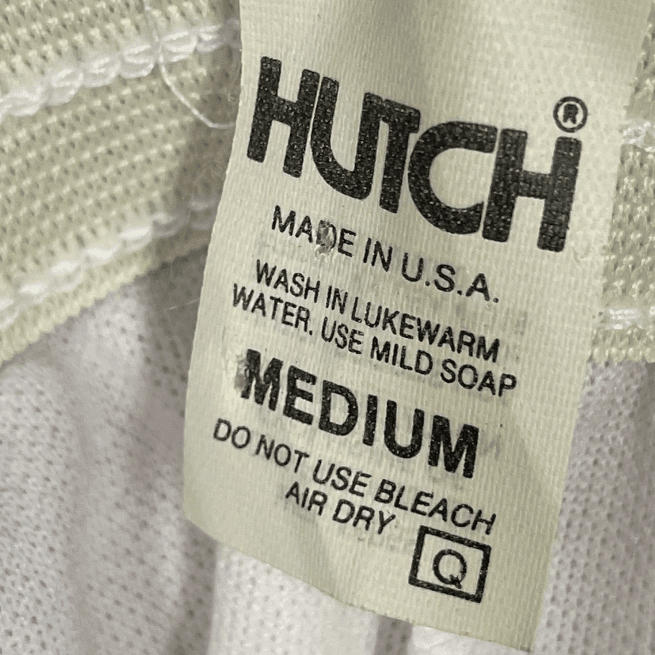 HUTCH®
MADE IN U.S.A.
WASH IN LUKEWARM
WATER. USE MILD SOAP
MEDIUM
DO NOT USE BLEACH
AIR DRY
Q